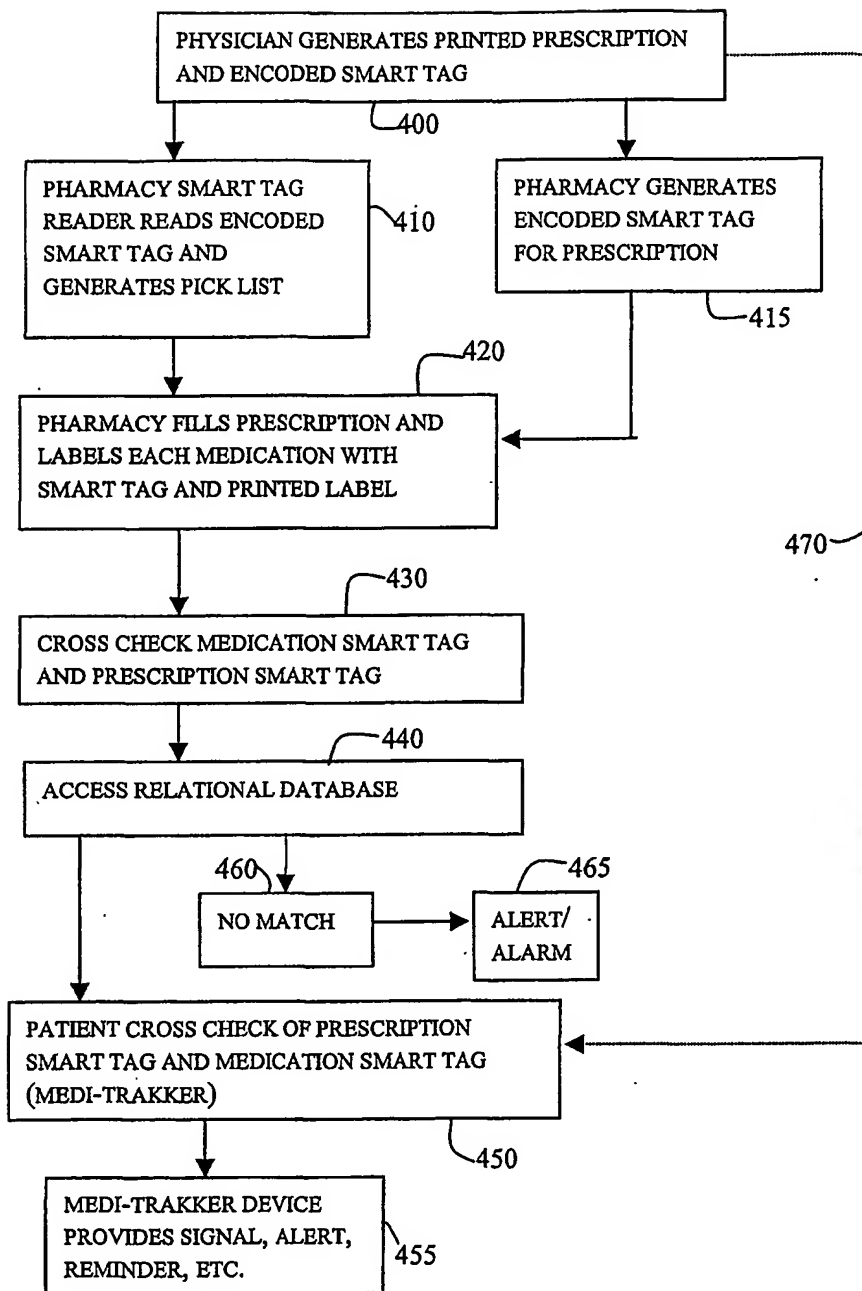 PHYSICIAN GENERATES PRINTED PRESCRIPTION
AND ENCODED SMART TAG
400
PHARMACY SMART TAG
READER READS ENCODED
SMART TAG AND
GENERATES PICK LIST
410
PHARMACY GENERATES
ENCODED SMART TAG
FOR PRESCRIPTION
415
420
PHARMACY FILLS PRESCRIPTION AND
LABELS EACH MEDICATION WITH
SMART TAG AND PRINTED LABEL
470
430
CROSS CHECK MEDICATION SMART TAG
AND PRESCRIPTION SMART TAG
440
ACCESS RELATIONAL DATABASE
460
NO MATCH
465
ALERT/
ALARM
PATIENT CROSS CHECK OF PRESCRIPTION
SMART TAG AND MEDICATION SMART TAG
(MEDI-TRAKKER)
450
MEDI-TRAKKER DEVICE
PROVIDES SIGNAL, ALERT,
REMINDER, ETC.
455